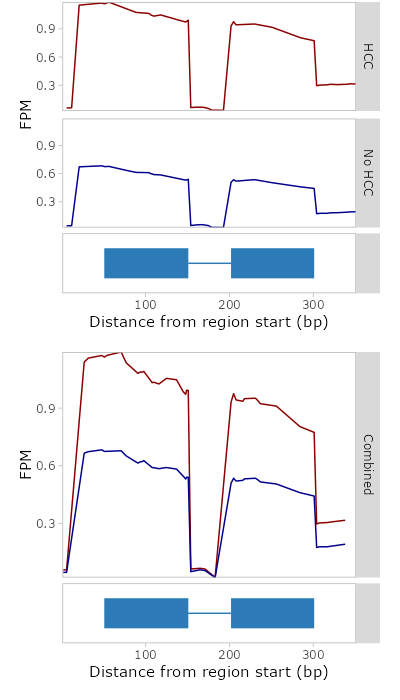 0.9
0.6
0.3
HCC
FPM
0.9
0.6
0.3
No HCC
100 200 300
Distance from region start (bp)
0.9
0.6
0.3
FPM
Combined
100 200 300
Distance from region start (bp)